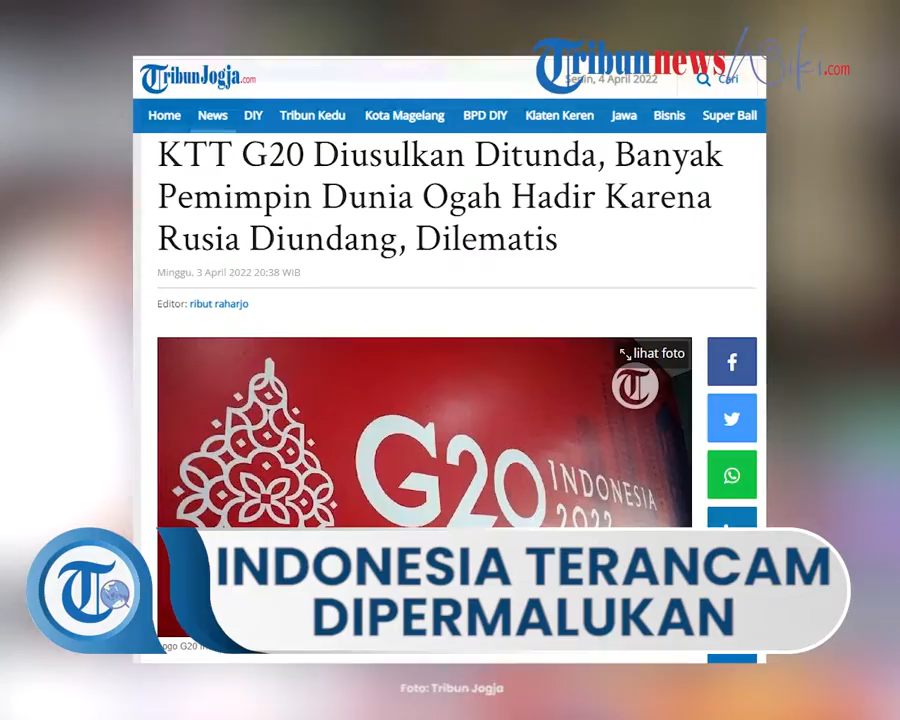 TribunJogja.com
Tribunnews
Wiki.com
Senin, 4 April 2022
Cari
Home News DIY Tribun Kedu Kota Magelang BPD DIY Klaten Keren Jawa Bisnis Super Ball
KTT G20 Diusulkan Ditunda, Banyak
Pemimpin Dunia Ogah Hadir Karena
Rusia Diundang, Dilematis
Minggu, 3 April 2022 20:38 WIB
Editor: ribut raharjo
lihat foto
T
G20 INDONESIA
2022
INDONESIA TERANCAM
DIPERMALUKAN
T
ogo G20 
Foto: Tribun Jogja